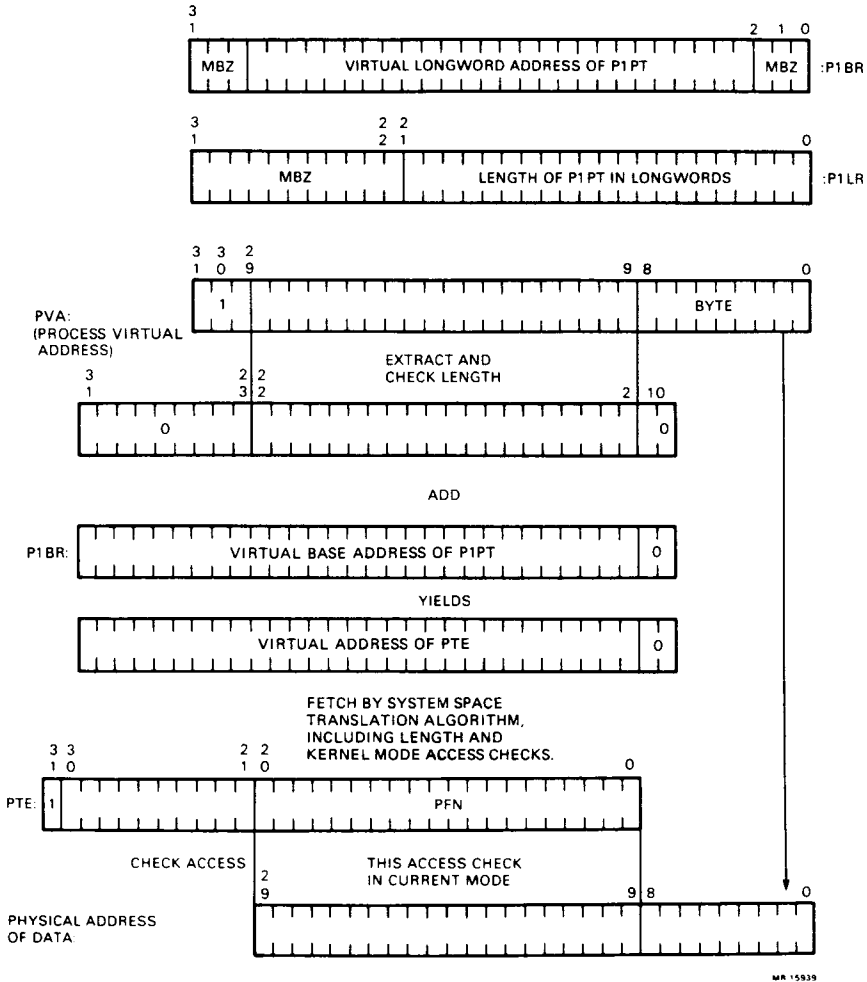 3
1 2 1 0
MBZ VIRTUAL LONGWORD ADDRESS OF P1PT MBZ :P1BR
3 2 2
1 2 1 0
MBZ LENGTH OF P1PT IN LONGWORDS :P1LR
3 3 2
1 0 9 9 8 0
1 BYTE
PVA:
(PROCESS VIRTUAL
ADDRESS)
EXTRACT AND
CHECK LENGTH
3 2 2
1 3 2 2 1 0
0 0
ADD
P1BR: VIRTUAL BASE ADDRESS OF P1PT 0
YIELDS
VIRTUAL ADDRESS OF PTE 0
FETCH BY SYSTEM SPACE
TRANSLATION ALGORITHM,
INCLUDING LENGTH AND
KERNEL MODE ACCESS CHECKS.
3 3 2 2
1 0 1 0 0
PTE: 1 PFN
CHECK ACCESS
THIS ACCESS CHECK
IN CURRENT MODE
2
9 9 8 0
PHYSICAL ADDRESS
OF DATA:
MR 15939